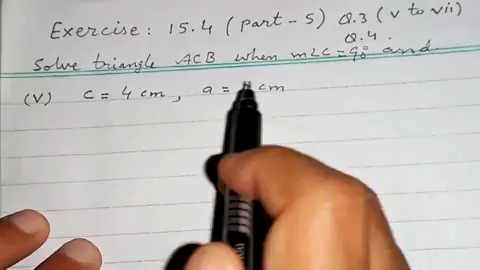 Exercise: 15.4 (part-5) Q.3 (v to vii)
Q.4.
Solve triangle ACB when m∠C=90° and
(V) c = 4 cm, a = cm